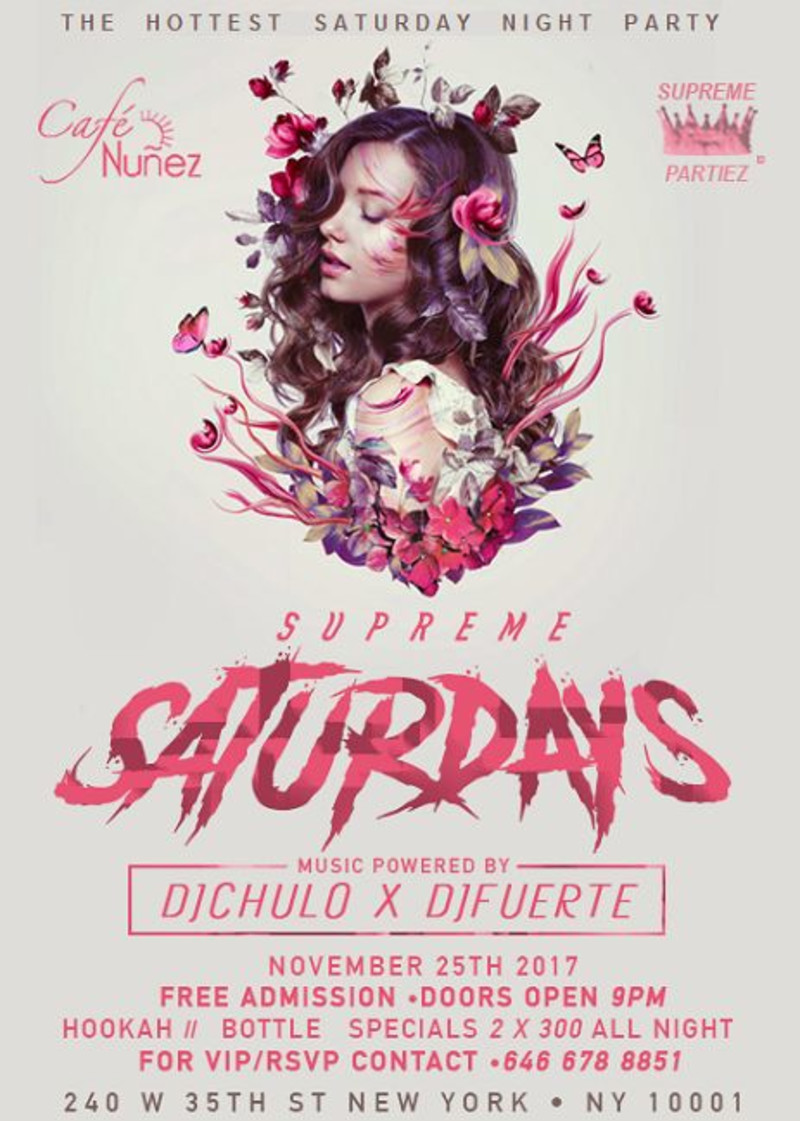 THE HOTTEST SATURDAY NIGHT PARTY
Café
Nuñez
SUPREME
PARTIEZ
SUPREME
SATURDAYS
MUSIC POWERED BY
DJCHULO X DJFUERTE
NOVEMBER 25TH 2017
FREE ADMISSION •DOORS OPEN 9PM
HOOKAH // BOTTLE SPECIALS 2 X 300 ALL NIGHT
FOR VIP/RSVP CONTACT •646 678 8851
240 W 35TH ST NEW YORK • NY 10001